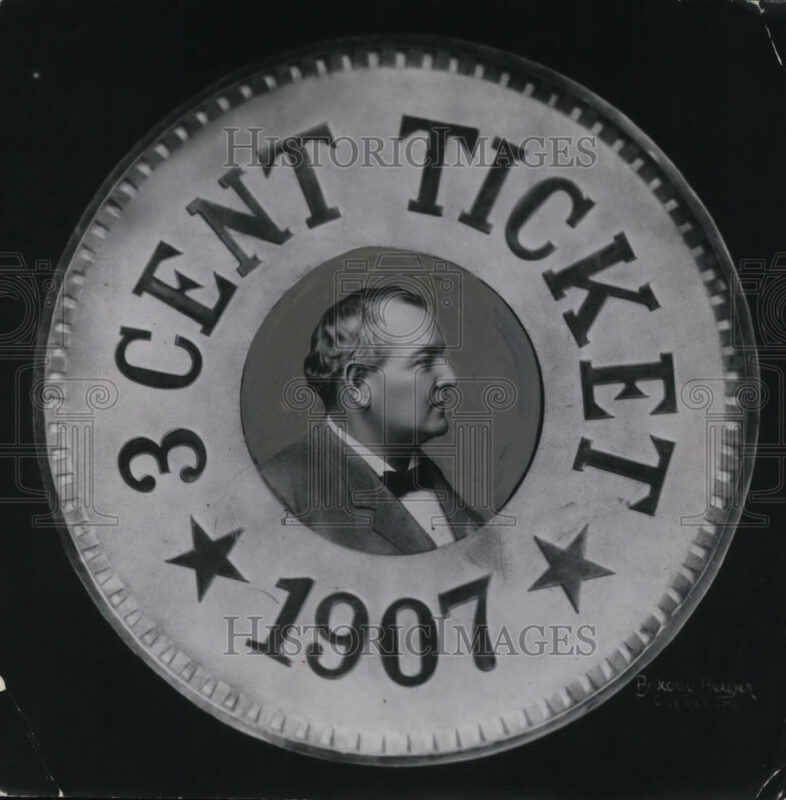 3 CENT TICKET
HISTORIC IMAGES
1907
HISTORIC IMAGES